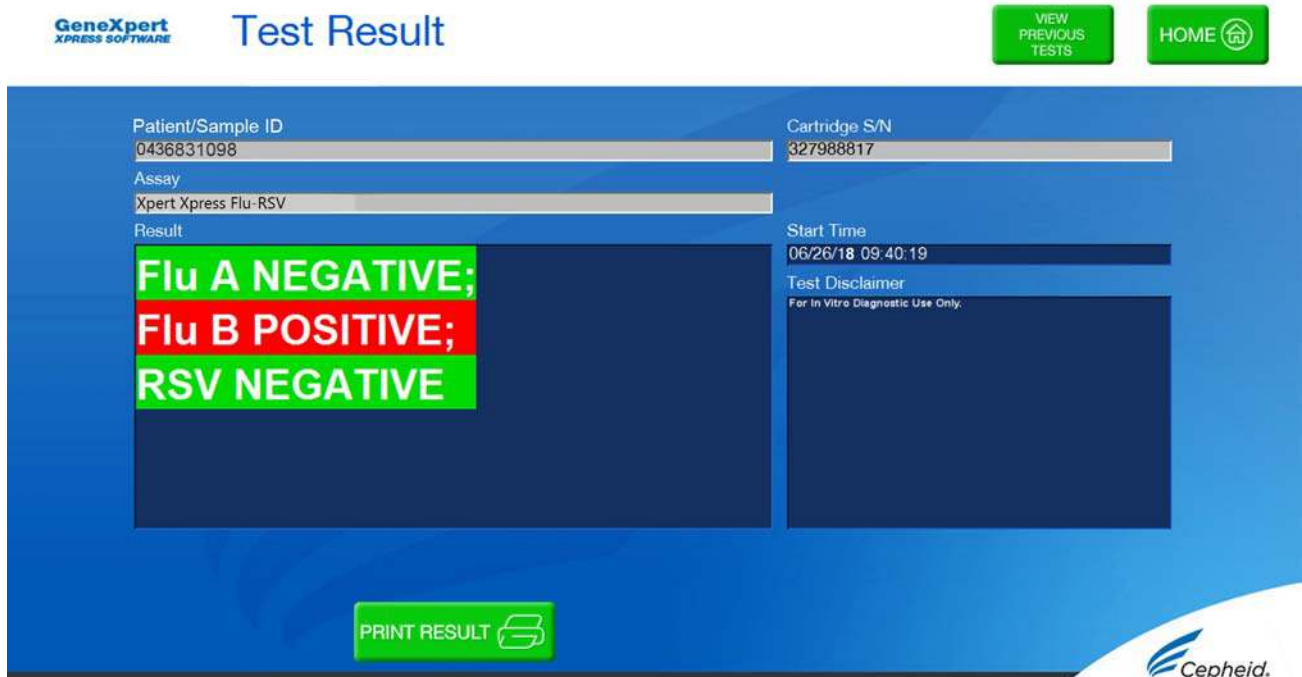 GeneXpert
XPRESS SOFTWARE
Test Result
VIEW
PREVIOUS
TESTS
HOME
Patient/Sample ID
0436831098
Cartridge S/N
327988817
Assay
Xpert Xpress Flu-RSV
Result
Flu A NEGATIVE;
Flu B POSITIVE;
RSV NEGATIVE
Start Time
06/26/18 09:40:19
Test Disclaimer
For In Vitro Diagnostic Use Only.
PRINT RESULT
Cepheid.